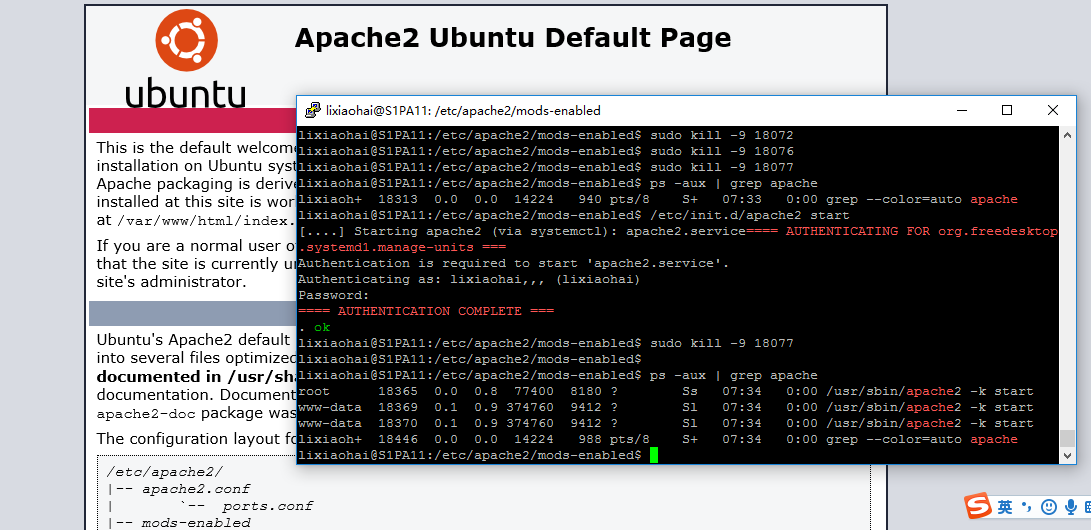 Apache2 Ubuntu Default Page
ubuntu
This is the default welcom
installation on Ubuntu syst
Apache packaging is deriv
installed at this site is wor
at /var/www/html/index.
If you are a normal user o
that the site is currently u
site's administrator.
Ubuntu's Apache2 default
into several files optimized
documented in /usr/sha
documentation. Document
apache2-doc package was
The configuration layout fo
/etc/apache2/
|-- apache2.conf
|       `--  ports.conf
|-- mods-enabled
lixiaohai@S1PA11: /etc/apache2/mods-enabled
lixiaohai@S1PA11:/etc/apache2/mods-enabled$ sudo kill -9 18072
lixiaohai@S1PA11:/etc/apache2/mods-enabled$ sudo kill -9 18076
lixiaohai@S1PA11:/etc/apache2/mods-enabled$ sudo kill -9 18077
lixiaohai@S1PA11:/etc/apache2/mods-enabled$ ps -aux | grep apache
lixiaoh+  18313  0.0  0.0  14224   940 pts/8    S+   07:33   0:00 grep --color=auto apache
lixiaohai@S1PA11:/etc/apache2/mods-enabled$ /etc/init.d/apache2 start
[....] Starting apache2 (via systemctl): apache2.service==== AUTHENTICATING FOR org.freedesktop
.systemd1.manage-units ===
Authentication is required to start 'apache2.service'.
Authenticating as: lixiaohai,,, (lixiaohai)
Password:
==== AUTHENTICATION COMPLETE ===
. ok
lixiaohai@S1PA11:/etc/apache2/mods-enabled$ sudo kill -9 18077
lixiaohai@S1PA11:/etc/apache2/mods-enabled$
lixiaohai@S1PA11:/etc/apache2/mods-enabled$ ps -aux | grep apache
root      18365  0.0  0.8  77400  8180 ?        Ss   07:34   0:00 /usr/sbin/apache2 -k start
www-data  18369  0.1  0.9 374760  9412 ?        Sl   07:34   0:00 /usr/sbin/apache2 -k start
www-data  18370  0.1  0.9 374760  9412 ?        Sl   07:34   0:00 /usr/sbin/apache2 -k start
lixiaoh+  18446  0.0  0.0  14224   988 pts/8    S+   07:34   0:00 grep --color=auto apache
lixiaohai@S1PA11:/etc/apache2/mods-enabled$
S 英